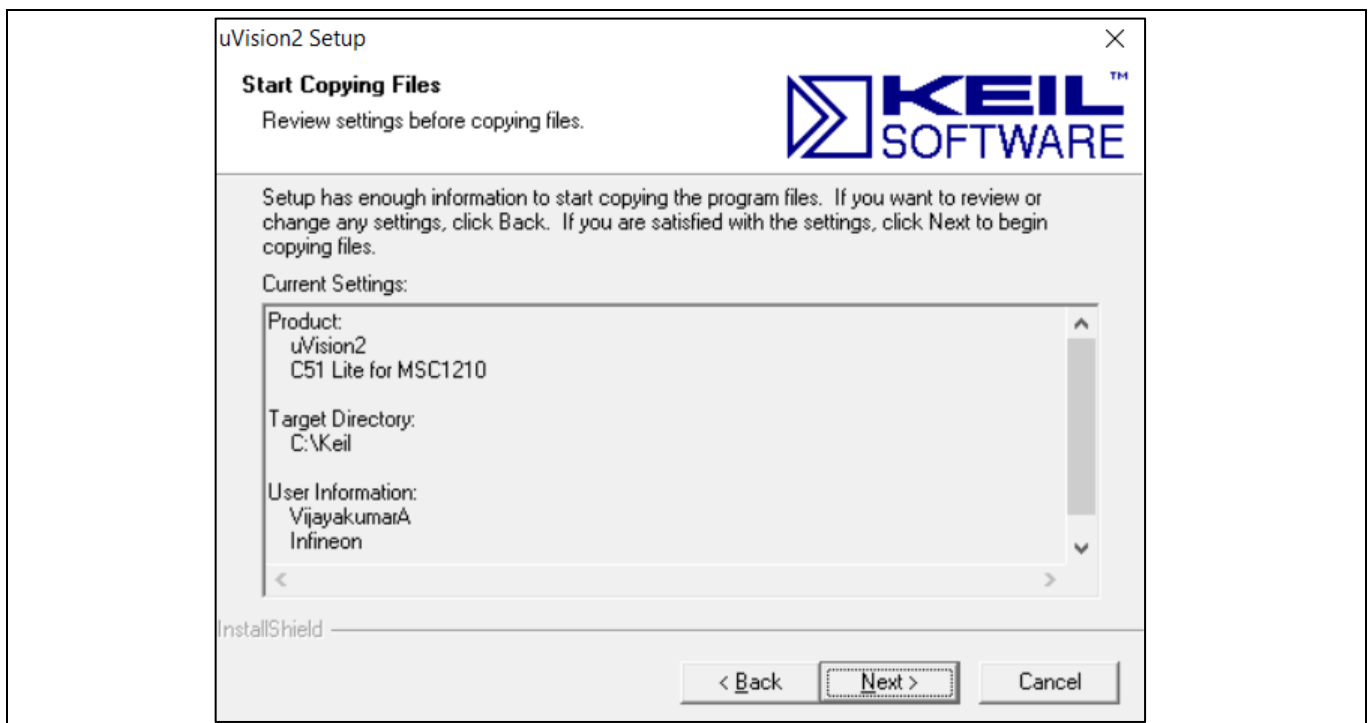 uVision2 Setup
Start Copying Files
Review settings before copying files.
KEIL™
SOFTWARE
Setup has enough information to start copying the program files.  If you want to review or
change any settings, click Back.  If you are satisfied with the settings, click Next to begin
copying files.
Current Settings:
Product:
uVision2
C51 Lite for MSC1210
Target Directory:
C:\Keil
User Information:
VijayakumarA
Infineon
InstallShield
< Back
Next >
Cancel